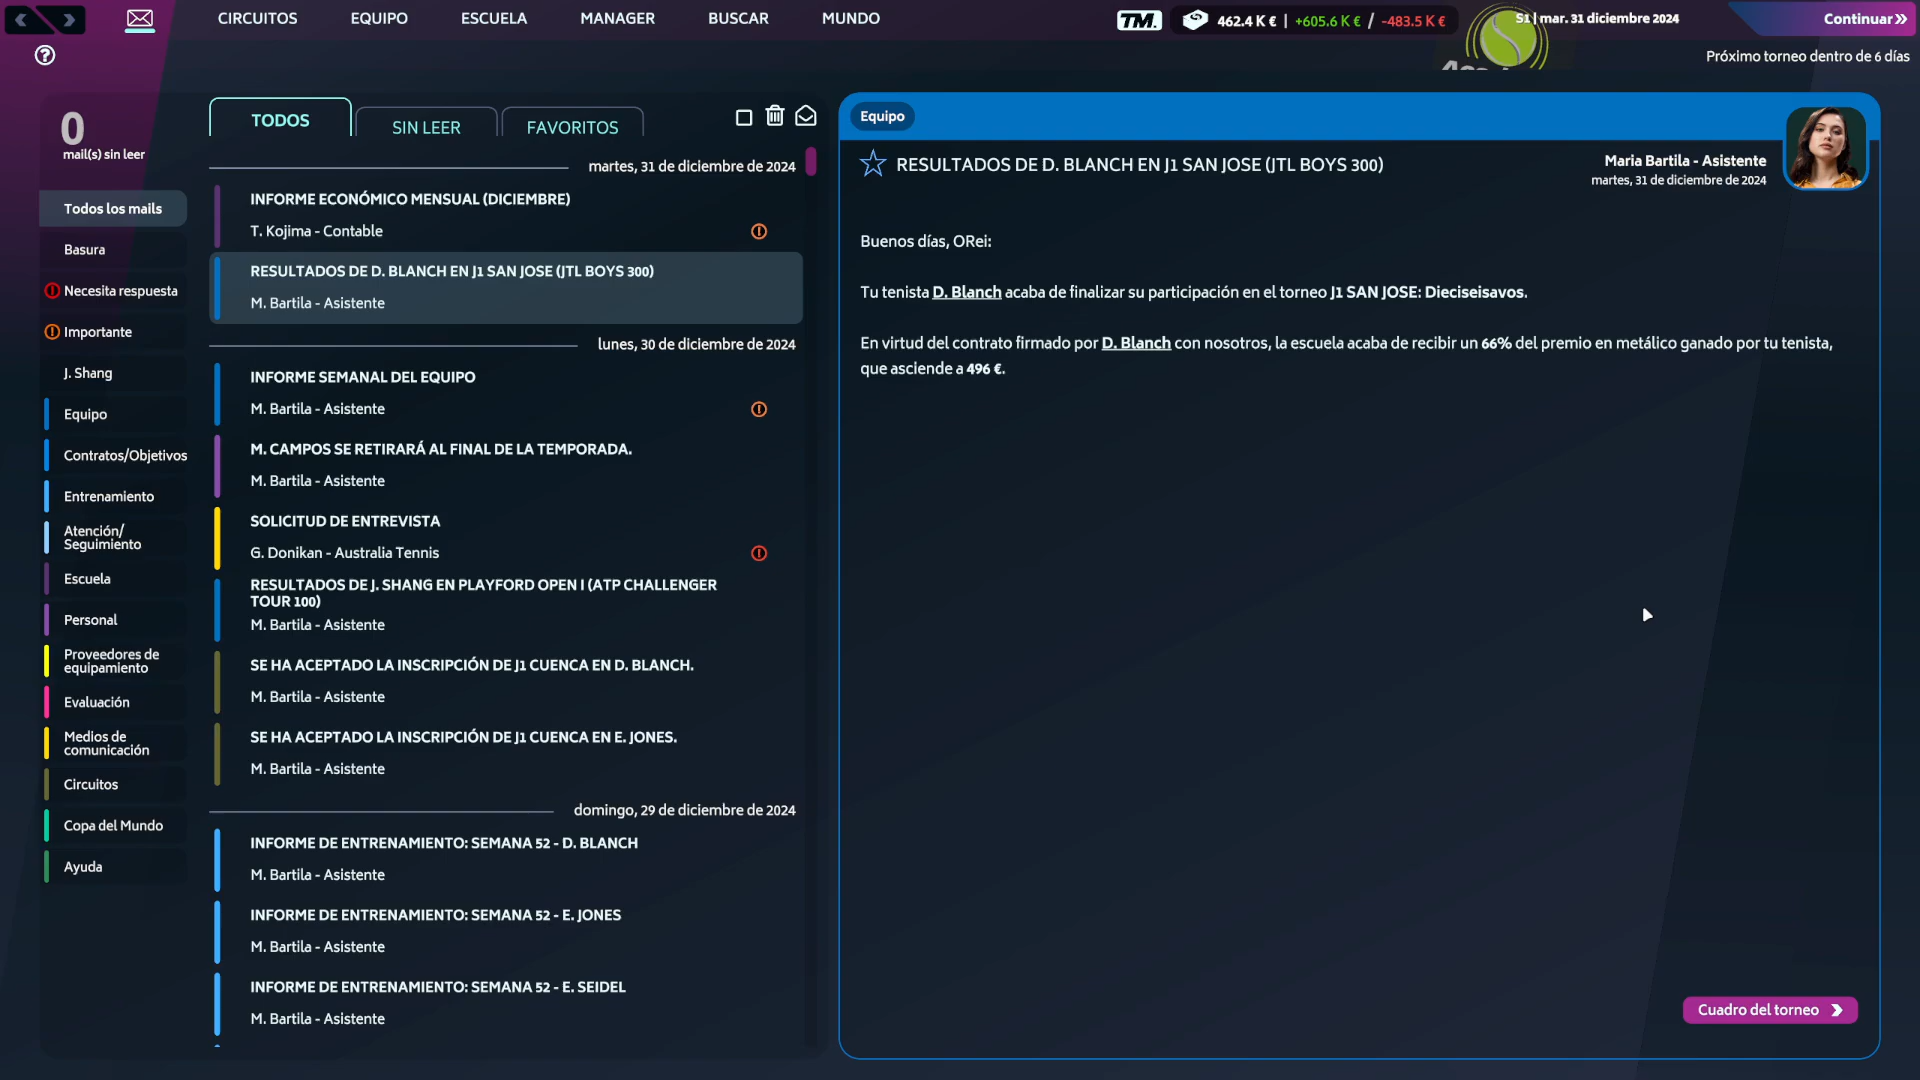 CIRCUITOS
EQUIPO
ESCUELA
MANAGER
BUSCAR
MUNDO
TM.
462.4 K € | +605.6 K € / -483.5 K €
S1 | mar. 31 diciembre 2024
Continuar
Próximo torneo dentro de 6 días
0
mail(s) sin leer
Todos los mails
Basura
Necesita respuesta
Importante
J. Shang
Equipo
Contratos/Objetivos
Entrenamiento
Atención/
Seguimiento
Escuela
Personal
Proveedores de
equipamiento
Evaluación
Medios de
comunicación
Circuitos
Copa del Mundo
Ayuda
TODOS
SIN LEER
FAVORITOS
martes, 31 de diciembre de 2024
INFORME ECONÓMICO MENSUAL (DICIEMBRE)
T. Kojima - Contable
RESULTADOS DE D. BLANCH EN J1 SAN JOSE (JTL BOYS 300)
M. Bartila - Asistente
lunes, 30 de diciembre de 2024
INFORME SEMANAL DEL EQUIPO
M. Bartila - Asistente
M. CAMPOS SE RETIRARÁ AL FINAL DE LA TEMPORADA.
M. Bartila - Asistente
SOLICITUD DE ENTREVISTA
G. Donikan - Australia Tennis
RESULTADOS DE J. SHANG EN PLAYFORD OPEN I (ATP CHALLENGER
TOUR 100)
M. Bartila - Asistente
SE HA ACEPTADO LA INSCRIPCIÓN DE J1 CUENCA EN D. BLANCH.
M. Bartila - Asistente
SE HA ACEPTADO LA INSCRIPCIÓN DE J1 CUENCA EN E. JONES.
M. Bartila - Asistente
domingo, 29 de diciembre de 2024
INFORME DE ENTRENAMIENTO: SEMANA 52 - D. BLANCH
M. Bartila - Asistente
INFORME DE ENTRENAMIENTO: SEMANA 52 - E. JONES
M. Bartila - Asistente
INFORME DE ENTRENAMIENTO: SEMANA 52 - E. SEIDEL
M. Bartila - Asistente
Equipo
RESULTADOS DE D. BLANCH EN J1 SAN JOSE (JTL BOYS 300)
Maria Bartila - Asistente
martes, 31 de diciembre de 2024
Buenos días, ORei:
Tu tenista D. Blanch acaba de finalizar su participación en el torneo J1 SAN JOSE: Dieciseisavos.
En virtud del contrato firmado por D. Blanch con nosotros, la escuela acaba de recibir un 66% del premio en metálico ganado por tu tenista,
que asciende a 496 €.
Cuadro del torneo